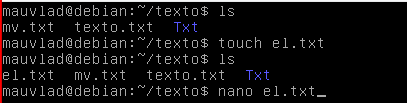 mauvlad@debian:~/texto$ ls
mv.txt  texto.txt  Txt
mauvlad@debian:~/texto$ touch el.txt
mauvlad@debian:~/texto$ ls
el.txt  mv.txt  texto.txt  Txt
mauvlad@debian:~/texto$ nano el.txt_